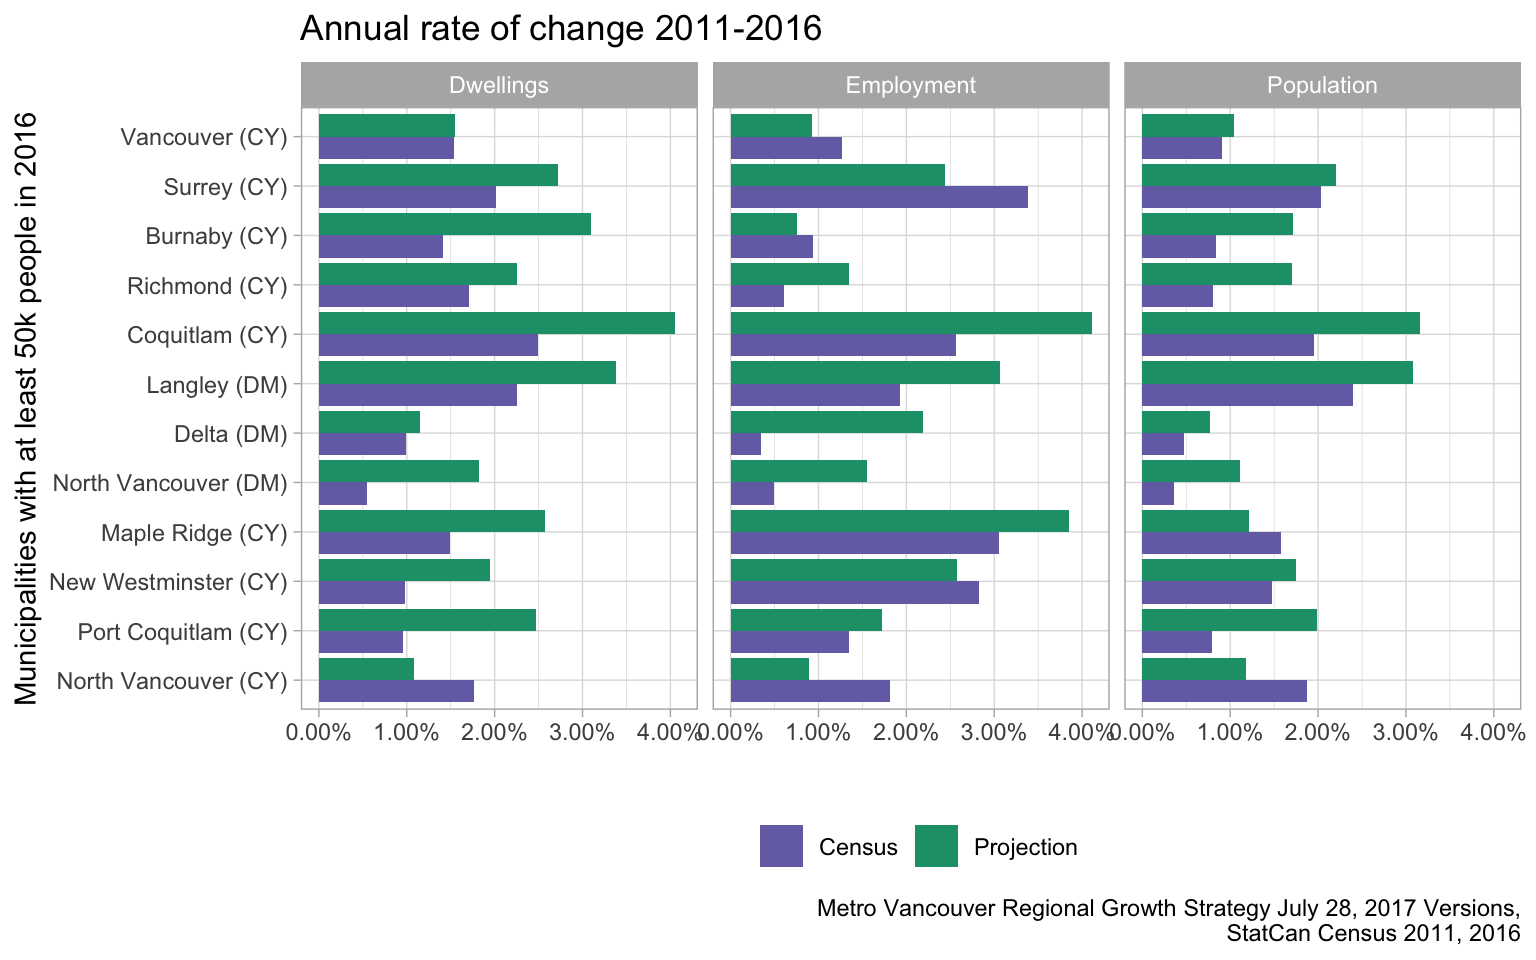 Annual rate of change 2011-2016
Dwellings
Employment
Population
Municipalities with at least 50k people in 2016
Vancouver (CY)
Surrey (CY)
Burnaby (CY)
Richmond (CY)
Coquitlam (CY)
Langley (DM)
Delta (DM)
North Vancouver (DM)
Maple Ridge (CY)
New Westminster (CY)
Port Coquitlam (CY)
North Vancouver (CY)
0.00% 1.00% 2.00% 3.00% 4.00%
0.00% 1.00% 2.00% 3.00% 4.00%
0.00% 1.00% 2.00% 3.00% 4.00%
Census
Projection
Metro Vancouver Regional Growth Strategy July 28, 2017 Versions,
StatCan Census 2011, 2016